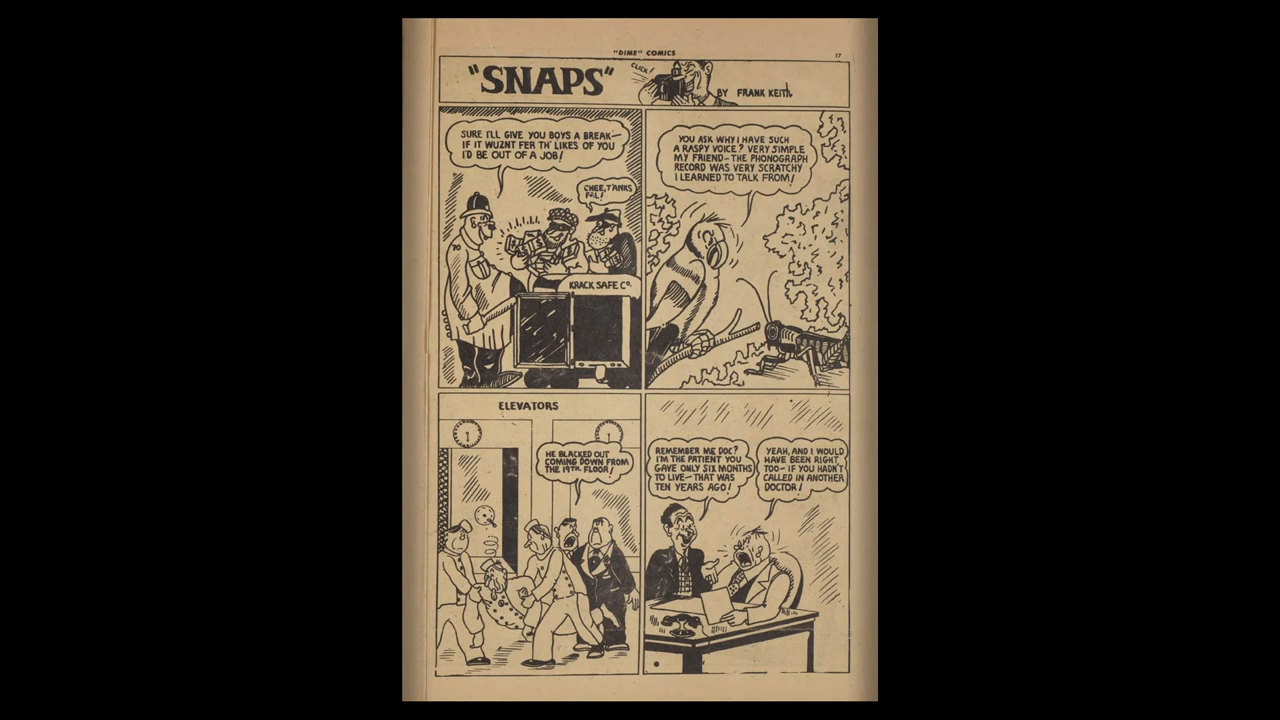 "DIME" COMICS
17
"SNAPS"
CLICK!
BY FRANK KEITH
SURE I'LL GIVE YOU BOYS A BREAK—
IF IT WUZNT FER TH' LIKES OF YOU
I'D BE OUT OF A JOB!
CHEE, T'ANKS
PAL!
70
KRACK SAFE Co.
YOU ASK WHY I HAVE SUCH
A RASPY VOICE? VERY SIMPLE
MY FRIEND—THE PHONOGRAPH
RECORD WAS VERY SCRATCHY
I LEARNED TO TALK FROM!
ELEVATORS
HE BLACKED OUT
COMING DOWN FROM
THE 19TH. FLOOR!
REMEMBER ME DOC?
I'M THE PATIENT YOU
GAVE ONLY SIX MONTHS
TO LIVE—THAT WAS
TEN YEARS AGO!
YEAH, AND I WOULD
HAVE BEEN RIGHT,
TOO—IF YOU HADN'T
CALLED IN ANOTHER
DOCTOR!